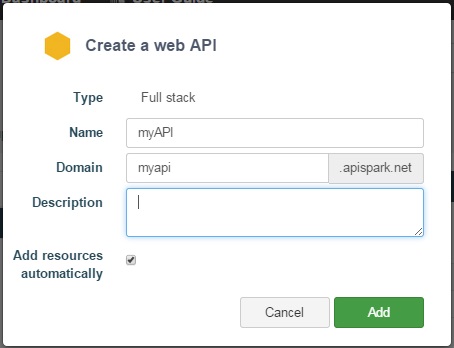 Dashboard User Guide
Create a web API
Type Full stack
Name myAPI
Domain myapi .apispark.net
Description
Add resources
automatically
Cancel Add